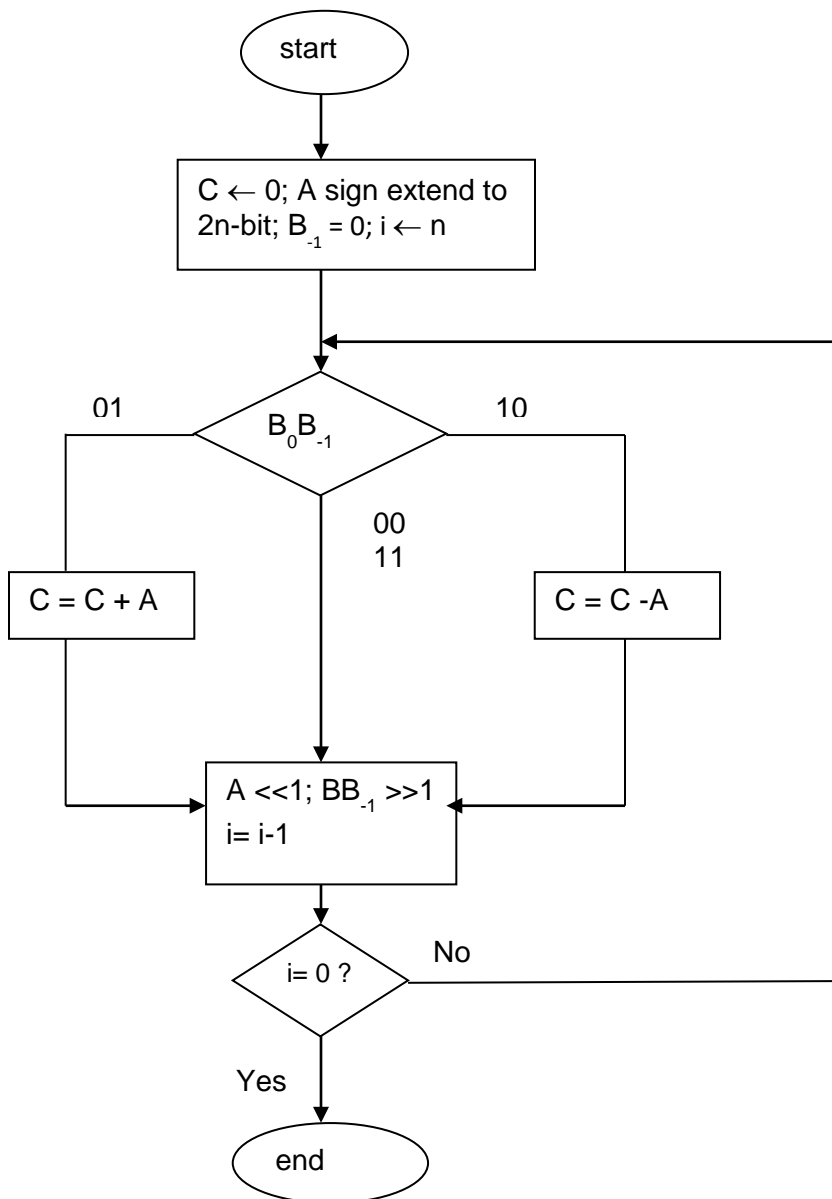 start
C ← 0; A sign extend to
2n-bit; B₋₁ = 0; i ← n
01
B₀B₋₁
10
00
11
C = C + A
C = C -A
A <<1; BB₋₁ >>1
i= i-1
i= 0 ?
No
Yes
end